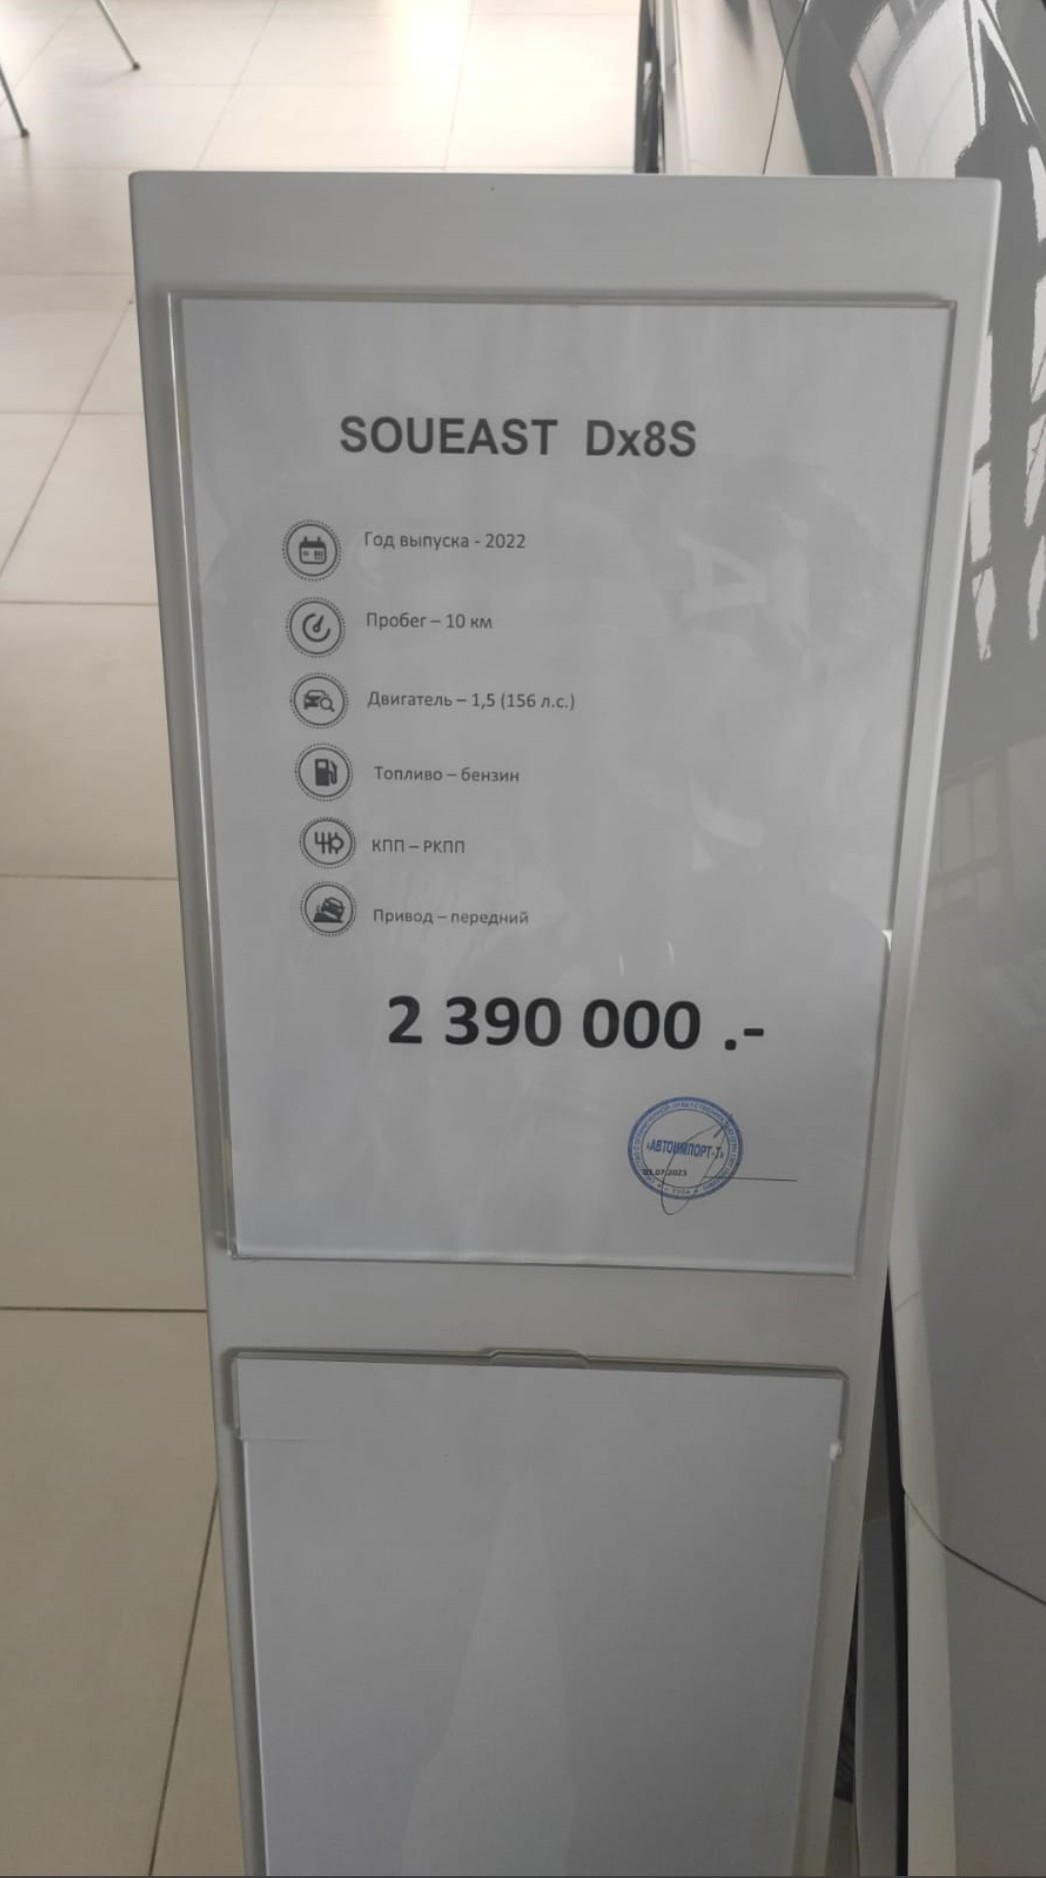 SOUEAST Dx8S
Год выпуска - 2022
Пробег – 10 км
Двигатель – 1,5 (156 л.с.)
Топливо – бензин
КПП – РКПП
Привод – передний
2 390 000 .-
«АВТОИМПОРТ-Т»